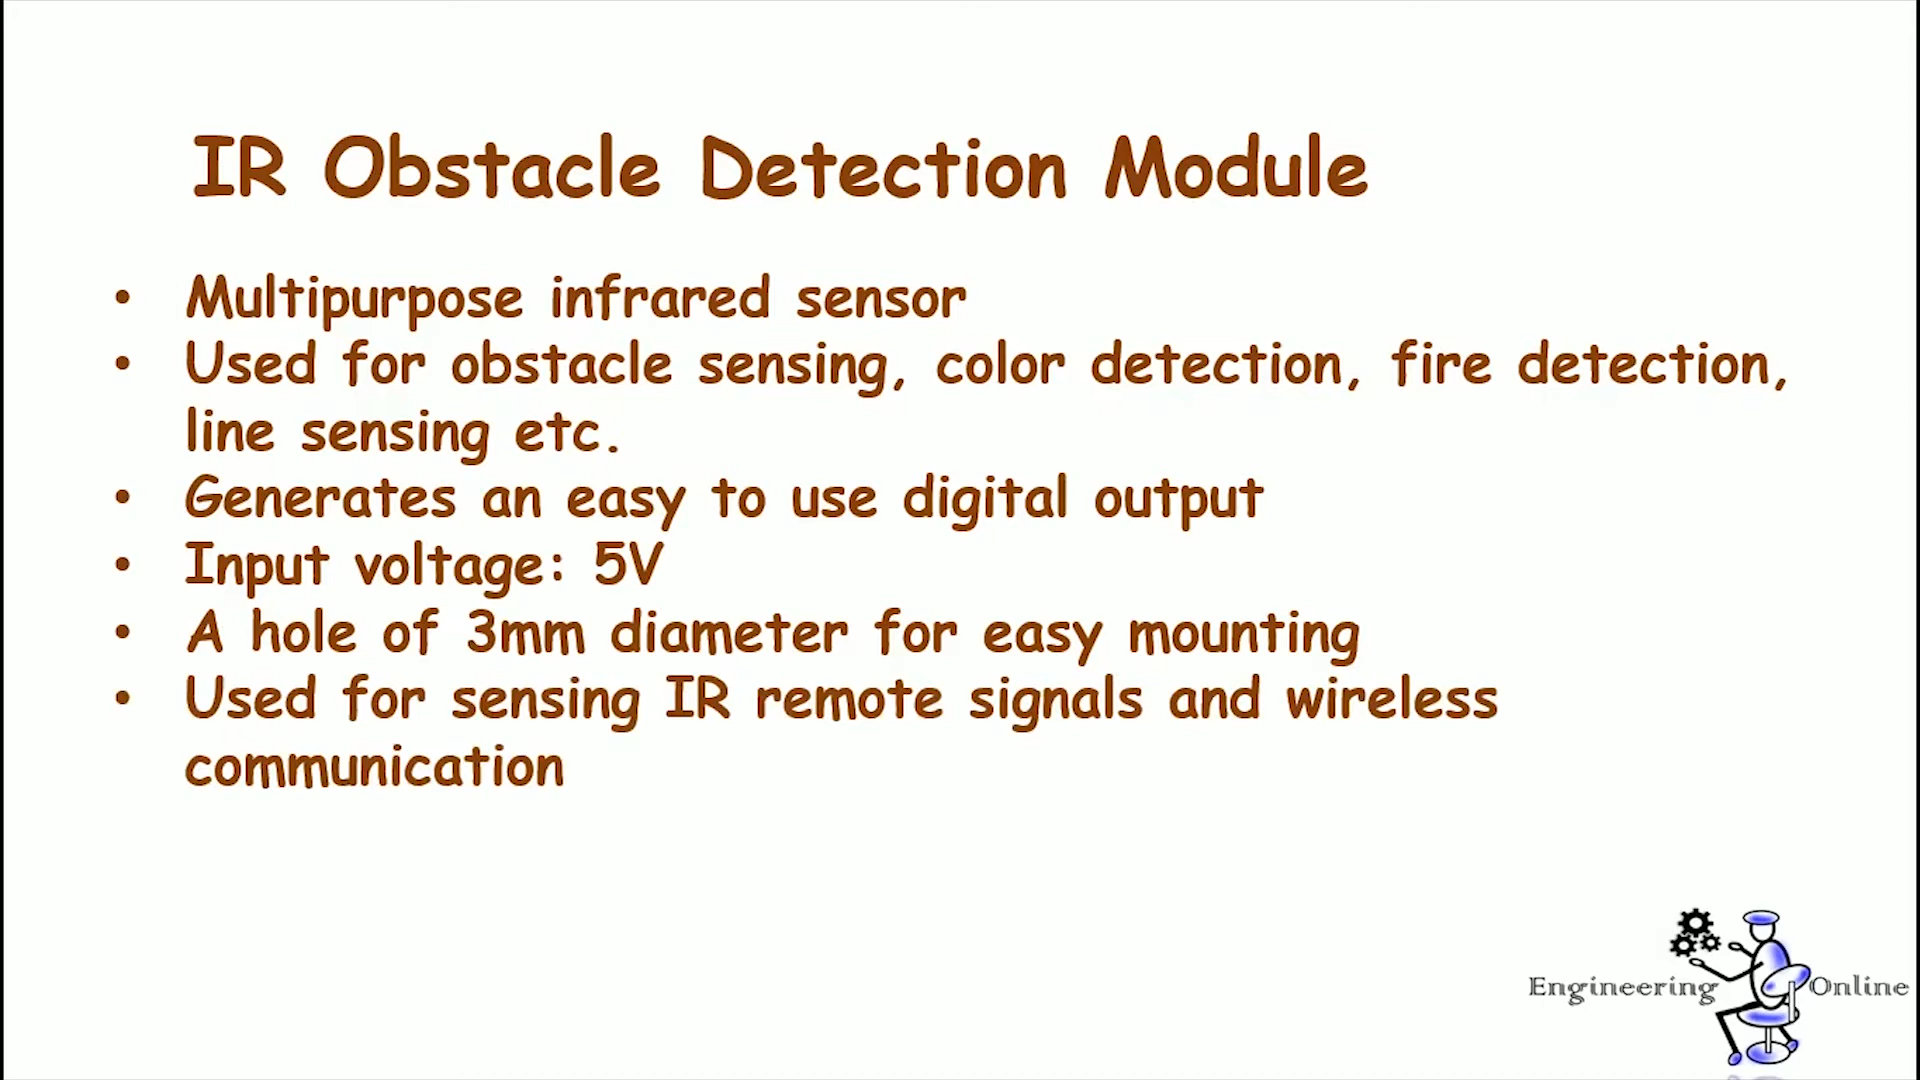 IR Obstacle Detection Module
• Multipurpose infrared sensor
• Used for obstacle sensing, color detection, fire detection,
line sensing etc.
• Generates an easy to use digital output
• Input voltage: 5V
• A hole of 3mm diameter for easy mounting
• Used for sensing IR remote signals and wireless
communication
Engineering Online